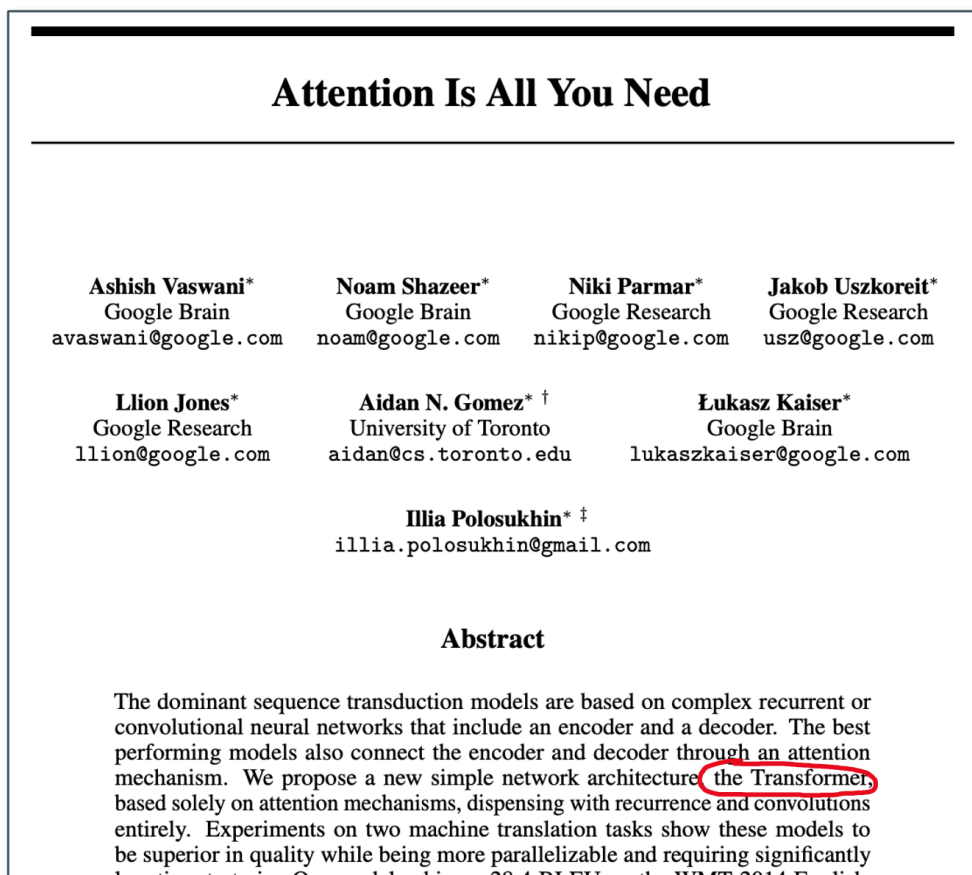 Attention Is All You Need
Ashish Vaswani* Noam Shazeer* Niki Parmar* Jakob Uszkoreit*
Google Brain Google Brain Google Research Google Research
avaswani@google.com noam@google.com nikip@google.com usz@google.com
Llion Jones* Aidan N. Gomez* † Łukasz Kaiser*
Google Research University of Toronto Google Brain
llion@google.com aidan@cs.toronto.edu lukaszkaiser@google.com
Illia Polosukhin* ‡
illia.polosukhin@gmail.com
Abstract
The dominant sequence transduction models are based on complex recurrent or
convolutional neural networks that include an encoder and a decoder. The best
performing models also connect the encoder and decoder through an attention
mechanism. We propose a new simple network architecture, the Transformer,
based solely on attention mechanisms, dispensing with recurrence and convolutions
entirely. Experiments on two machine translation tasks show these models to
be superior in quality while being more parallelizable and requiring significantly